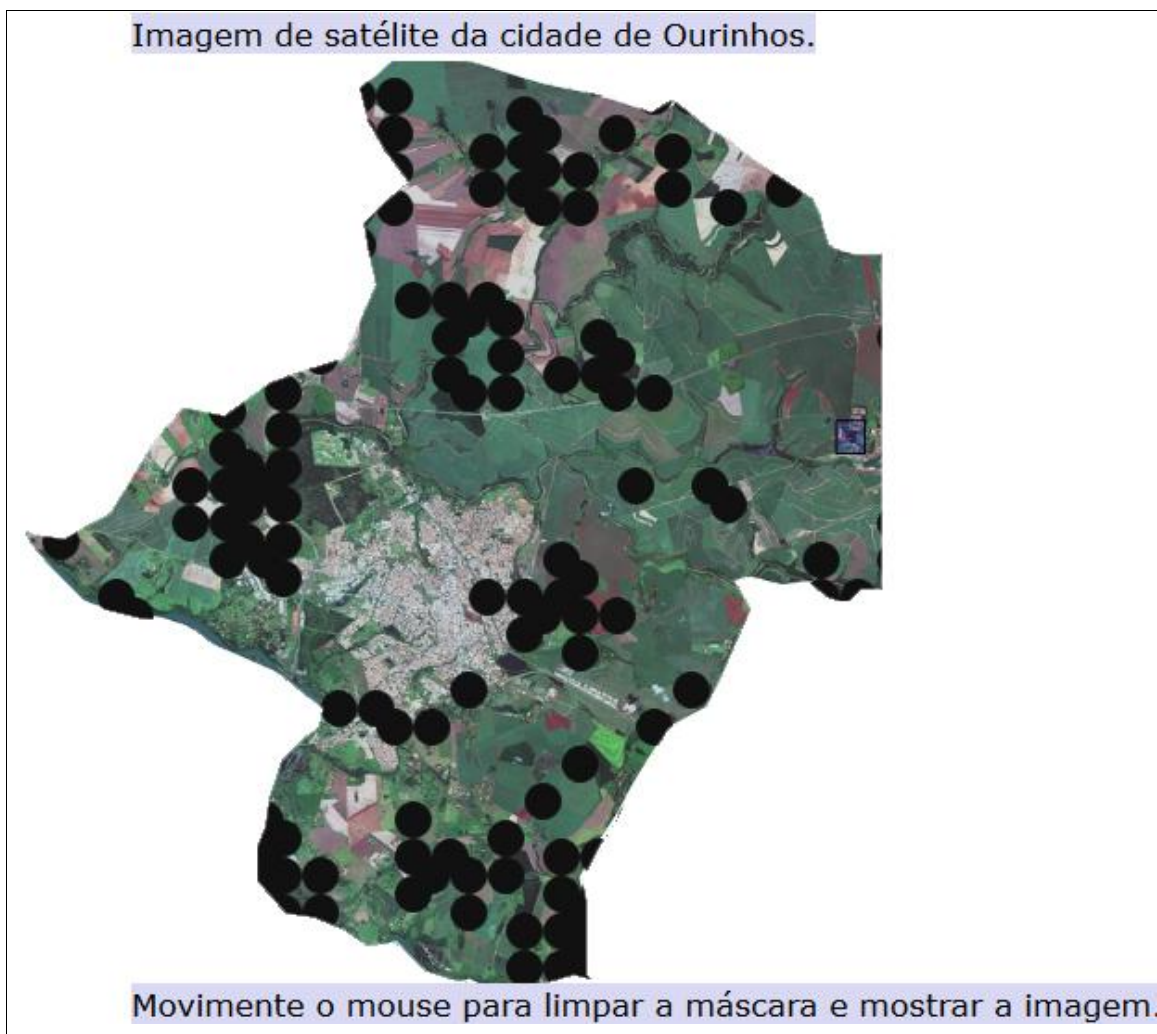 Imagem de satélite da cidade de Ourinhos.
Movimente o mouse para limpar a máscara e mostrar a imagem.